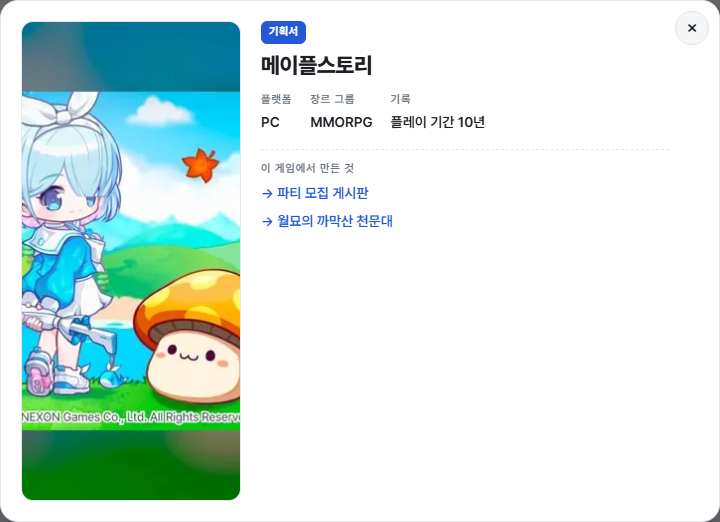 기획서
메이플스토리
플랫폼 장르 그룹 기록
PC MMORPG 플레이 기간 10년
이 게임에서 만든 것
→ 파티 모집 게시판
→ 월묘의 까막산 천문대
NEXON Games Co., Ltd. All Rights Reserve